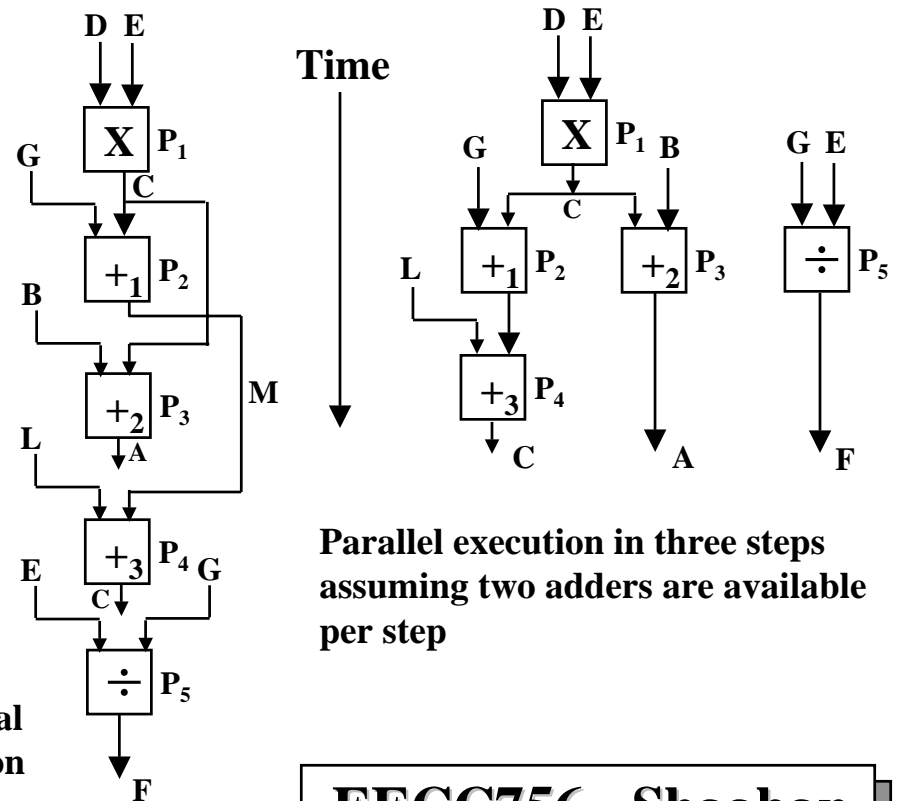 D E
X P1
G
C
+1 P2
B
+2 P3
M
A
L
+3 P4
E
G
C
÷ P5
F
Time
D E
X P1
G
B
C
+1 P2
+2 P3
L
+3 P4
C
A
G E
÷ P5
F
Parallel execution in three steps
assuming two adders are available
per step